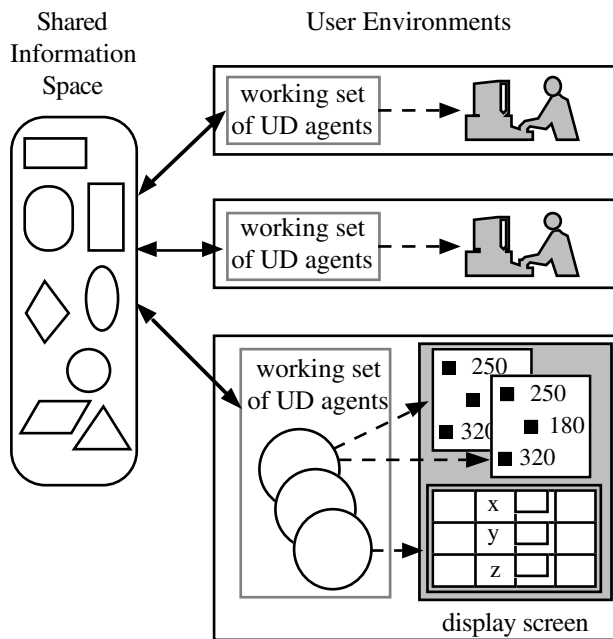 Shared
Information
Space
User Environments
working set
of UD agents
working set
of UD agents
working set
of UD agents
250
320
250
180
320
x
y
z
display screen